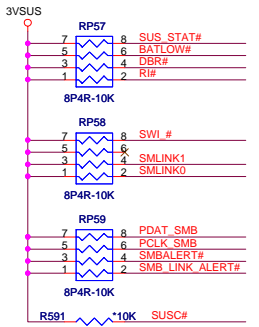 3VSUS
RP57
7 8 SUS_STAT#
5 6 BATLOW#
3 4 DBR#
1 2 RI#
8P4R-10K
RP58
7 8 SWI_#
5 6
3 4 SMLINK1
1 2 SMLINK0
8P4R-10K
RP59
7 8 PDAT_SMB
5 6 PCLK_SMB
3 4 SMBALERT#
1 2 SMB_LINK_ALERT#
8P4R-10K
R591 *10K SUSC#